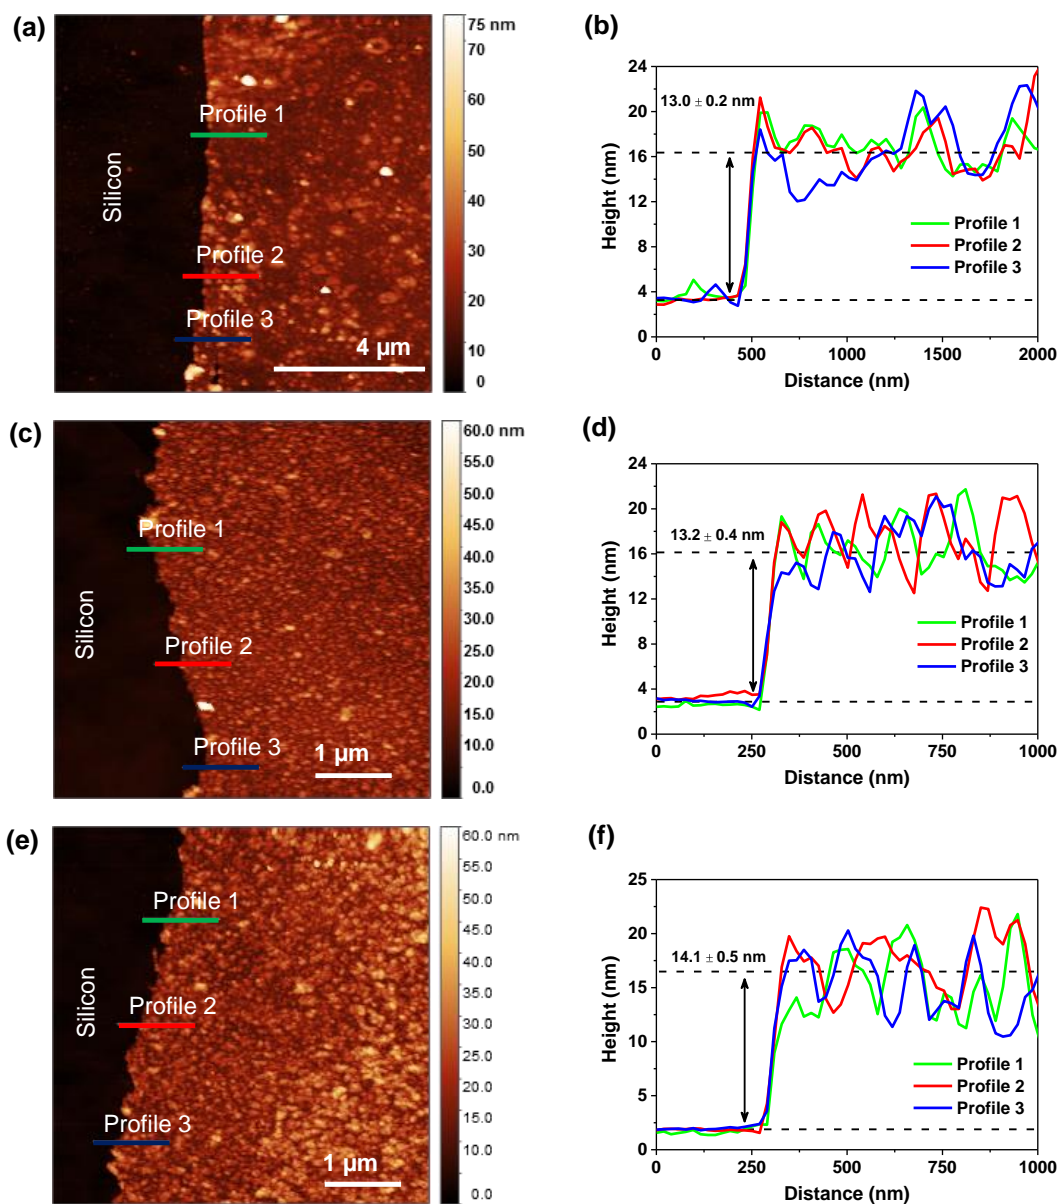 (a)
Silicon
Profile 1
Profile 2
Profile 3
4 µm
75 nm
70
60
50
40
30
20
10
0
(b)
Height (nm)
24
20
16
12
8
4
0
13.0 ± 0.2 nm
Profile 1
Profile 2
Profile 3
0 500 1000 1500 2000
Distance (nm)
(c)
Silicon
Profile 1
Profile 2
Profile 3
1 µm
60.0 nm
55.0
50.0
45.0
40.0
35.0
30.0
25.0
20.0
15.0
10.0
0.0
(d)
Height (nm)
24
20
16
12
8
4
0
13.2 ± 0.4 nm
Profile 1
Profile 2
Profile 3
0 250 500 750 1000
Distance (nm)
(e)
Silicon
Profile 1
Profile 2
Profile 3
1 µm
60.0 nm
55.0
50.0
45.0
40.0
35.0
30.0
25.0
20.0
15.0
10.0
0.0
(f)
Height (nm)
25
20
15
10
5
0
14.1 ± 0.5 nm
Profile 1
Profile 2
Profile 3
0 250 500 750 1000
Distance (nm)